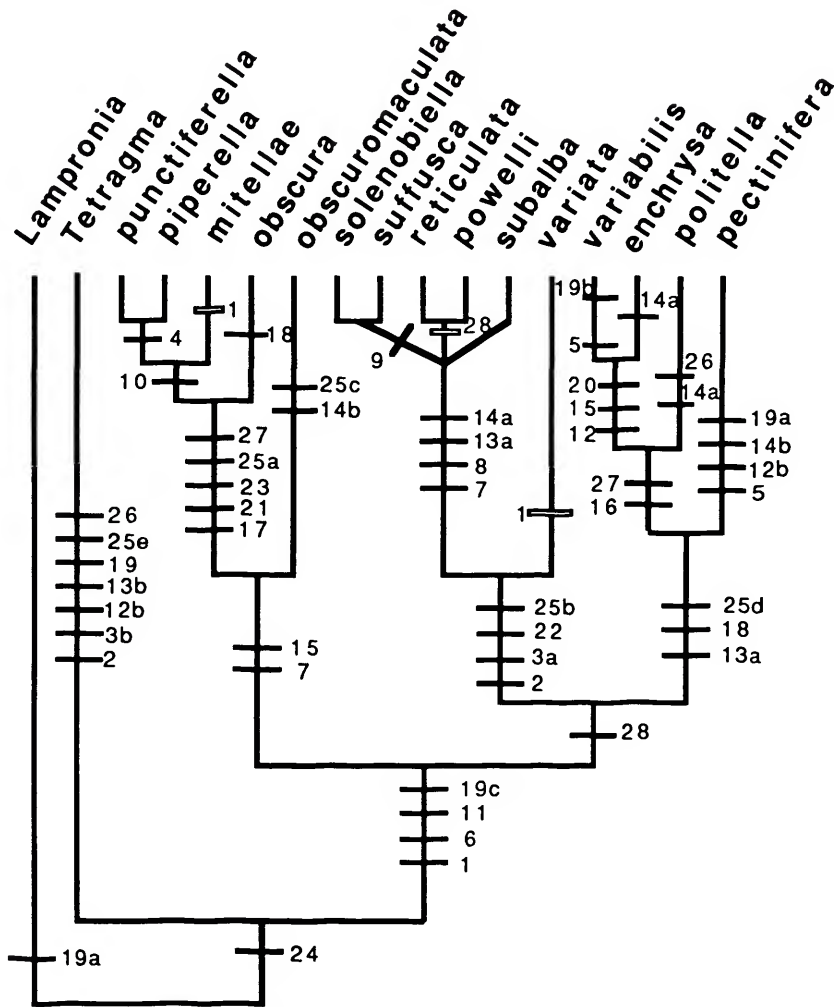 Lampronia
Tetragma
punctiferella
piperella
mitellae
obscura
obscuromaculata
solenobiella
suffusca
reticulata
powelli
subalba
variata
variabilis
enchrysa
politella
pectinifera
19b
14a
1
28
4
18
9
5
26
14a
10
25c
14b
20
15
12
19a
14b
12b
5
14a
13a
8
7
27
25a
23
21
17
27
16
1
26
25e
19
13b
12b
3b
2
15
7
25b
22
3a
2
25d
18
13a
28
19c
11
6
1
19a
24